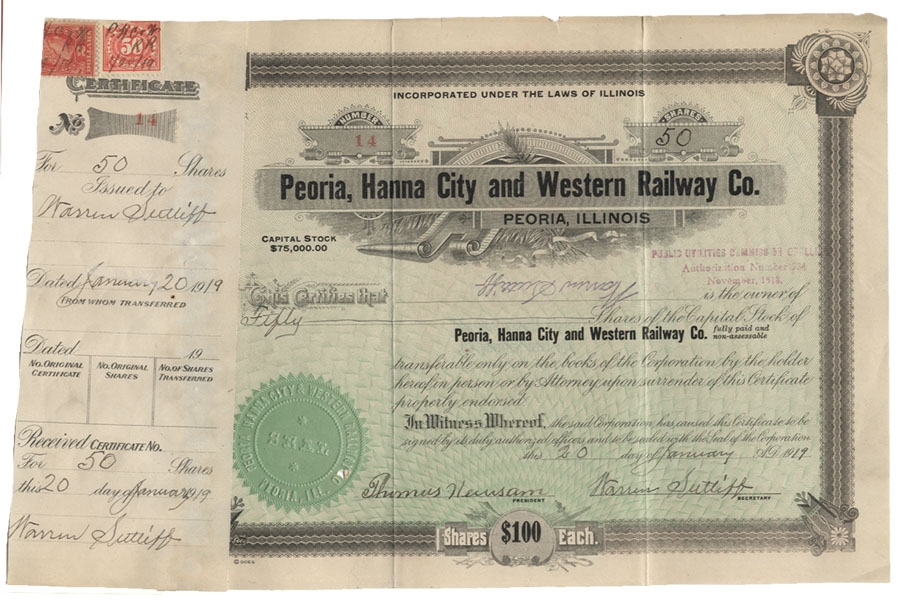 50
CERTIFICATE
No 14
For 50 Shares
Issued to
Warren Sutliff
Dated January 20 1919
(FROM WHOM TRANSFERRED
Dated 19
NO. ORIGINAL CERTIFICATE
NO. ORIGINAL SHARES
NO. OF SHARES TRANSFERRED
Received CERTIFICATE NO.
For 50 Shares
this 20 day of January 1919
Warren Sutliff
INCORPORATED UNDER THE LAWS OF ILLINOIS
NUMBER
14
SHARES
50
Peoria, Hanna City and Western Railway Co.
PEORIA, ILLINOIS
CAPITAL STOCK
$75,000.00
PUBLIC UTILITIES COMMISSION
Authorization Number
November, 1918.
This Certifies that Warren Sutliff is the owner of
Fifty Shares of the Capital Stock of
Peoria, Hanna City and Western Railway Co. fully paid and non-assessable
transferable only on the books of the Corporation by the holder
hereof in person or by Attorney upon surrender of this Certificate
properly endorsed.
In Witness Whereof, the said Corporation has caused this Certificate to be
signed by its duly authorized officers and to be sealed with the Seal of the Corporation
this 20 day of January A.D. 1919
PEORIA HANNA CITY & WESTERN RAILWAY CO.
SEAL
PEORIA, ILL.
Thomas
PRESIDENT
Warren Sutliff
SECRETARY
Shares $100 Each.
© GOES